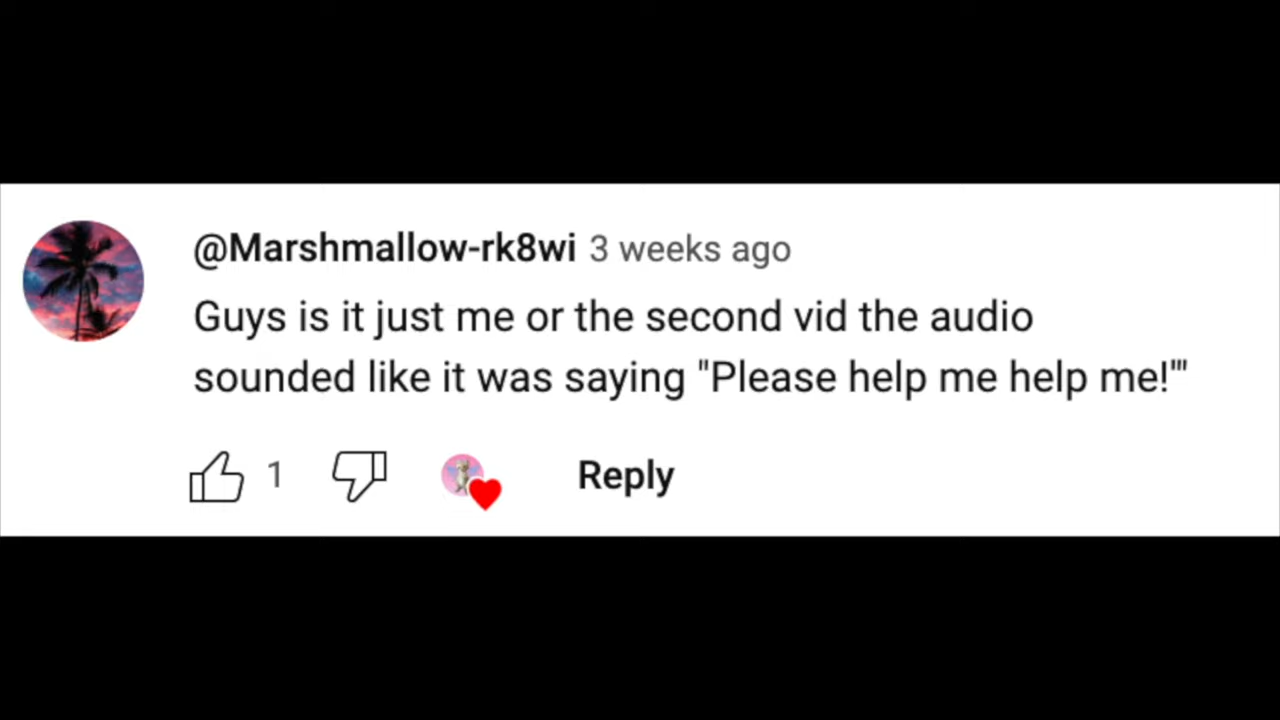 @Marshmallow-rk8wi 3 weeks ago
Guys is it just me or the second vid the audio
sounded like it was saying "Please help me help me!'"
1 Reply